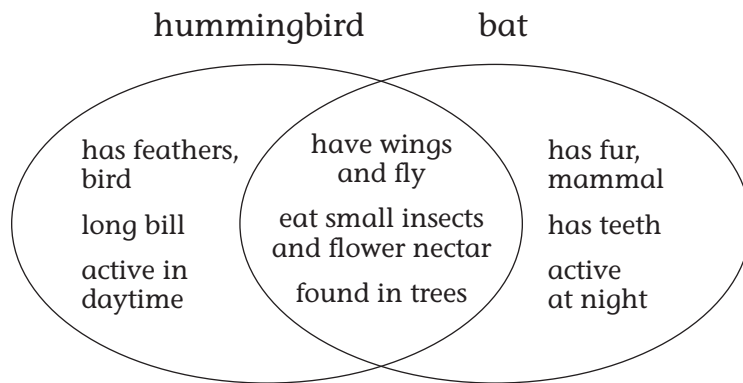 hummingbird
bat
has feathers,
bird
long bill
active in
daytime
have wings
and fly
eat small insects
and flower nectar
found in trees
has fur,
mammal
has teeth
active
at night